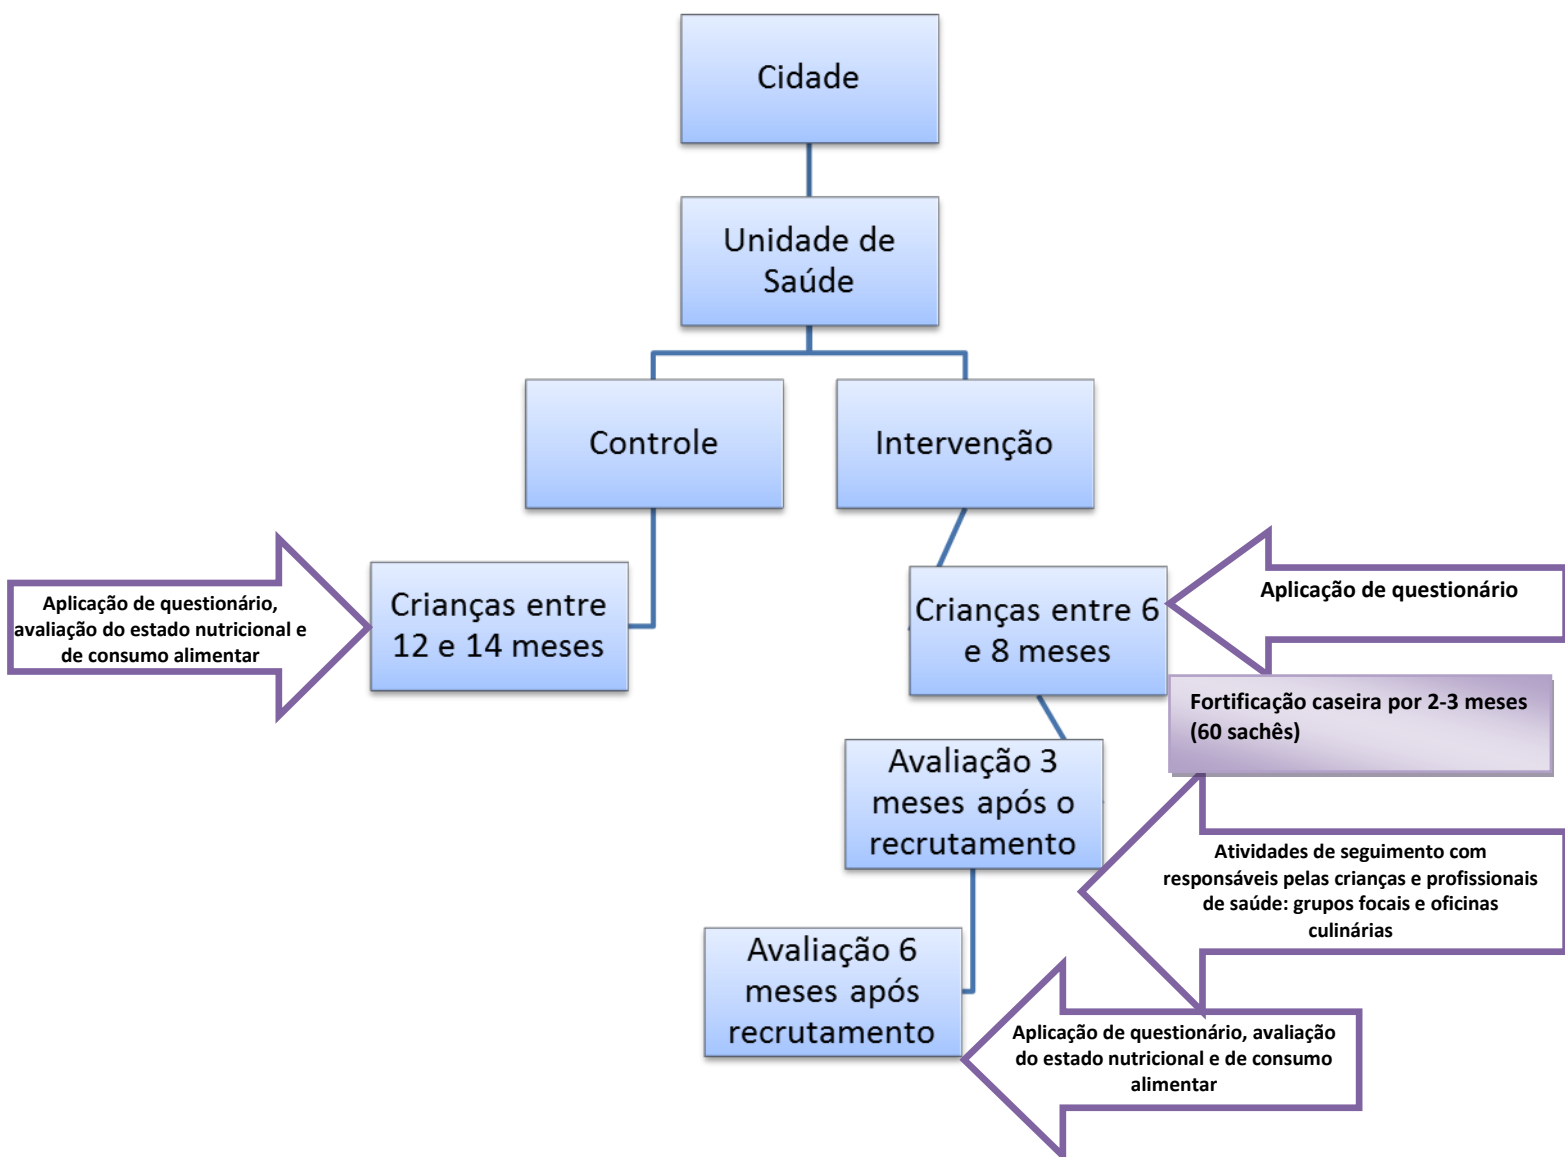 Cidade
Unidade de
Saúde
Controle
Intervenção
Aplicação de questionário,
avaliação do estado nutricional e
de consumo alimentar
Crianças entre
12 e 14 meses
Crianças entre 6
e 8 meses
Aplicação de questionário
Fortificação caseira por 2-3 meses
(60 sachês)
Avaliação 3
meses após o
recrutamento
Atividades de seguimento com
responsáveis pelas crianças e profissionais
de saúde: grupos focais e oficinas
culinárias
Avaliação 6
meses após
recrutamento
Aplicação de questionário, avaliação
do estado nutricional e de consumo
alimentar